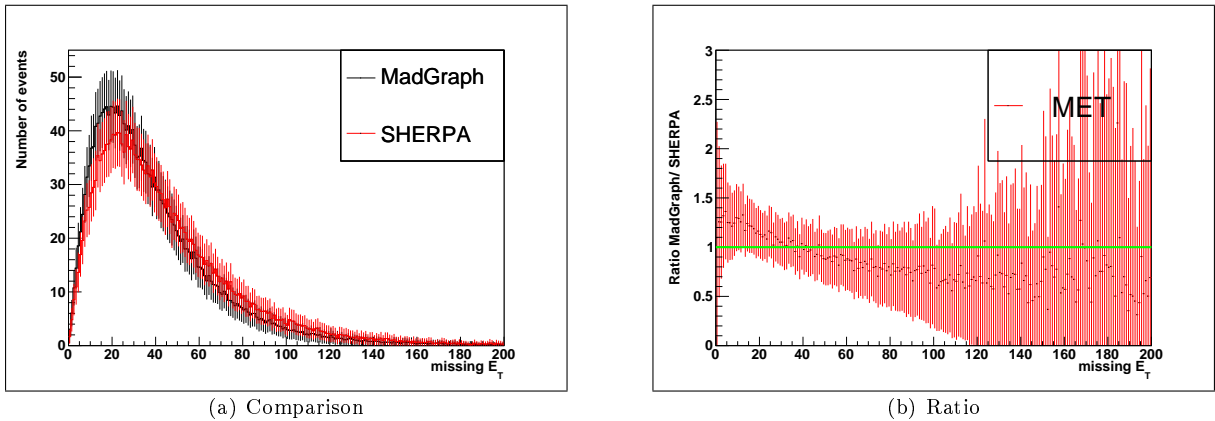 Number of events
50
40
30
20
10
0
MadGraph
SHERPA
0 20 40 60 80 100 120 140 160 180 200
missing E_T
(a) Comparison
Ratio MadGraph/ SHERPA
3
2.5
2
1.5
1
0.5
0
MET
0 20 40 60 80 100 120 140 160 180 200
missing E_T
(b) Ratio